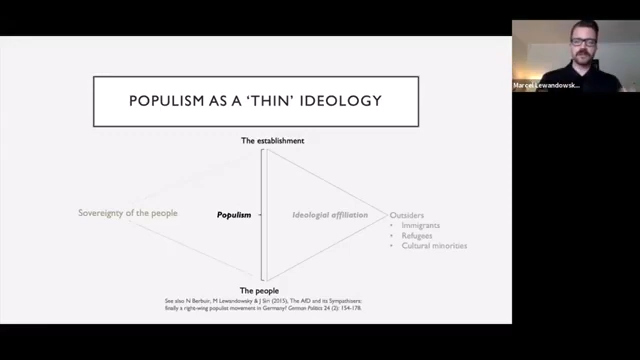 Marcel Lewandowsk...
POPULISM AS A ‘THIN’ IDEOLOGY
The establishment
Sovereignty of the people
Populism
Ideologial affiliation
Outsiders
• Immigrants
• Refugees
• Cultural minorities
The people
See also N Berbuir, M Lewandowsky & J Siri (2015), The AfD and its Sympathisers:
finally a right-wing populist movement in Germany? German Politics 24 (2): 154-178.